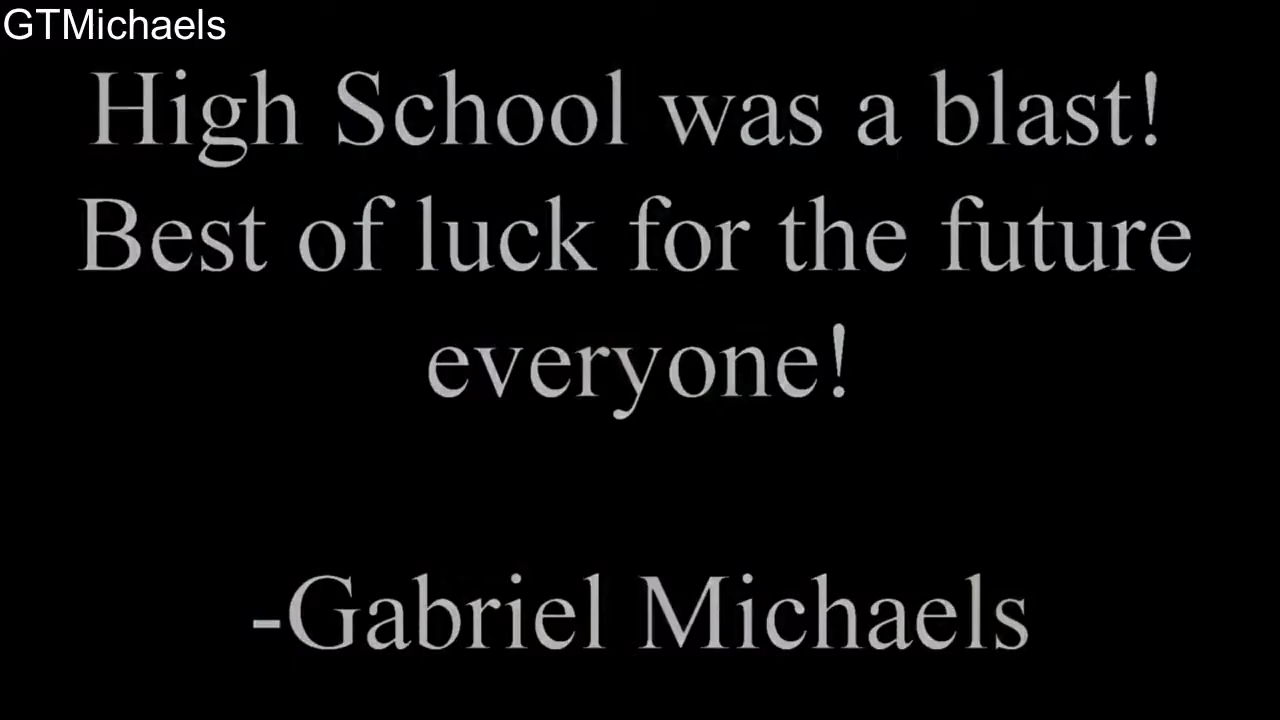 GTMichaels
High School was a blast!
Best of luck for the future
everyone!
-Gabriel Michaels